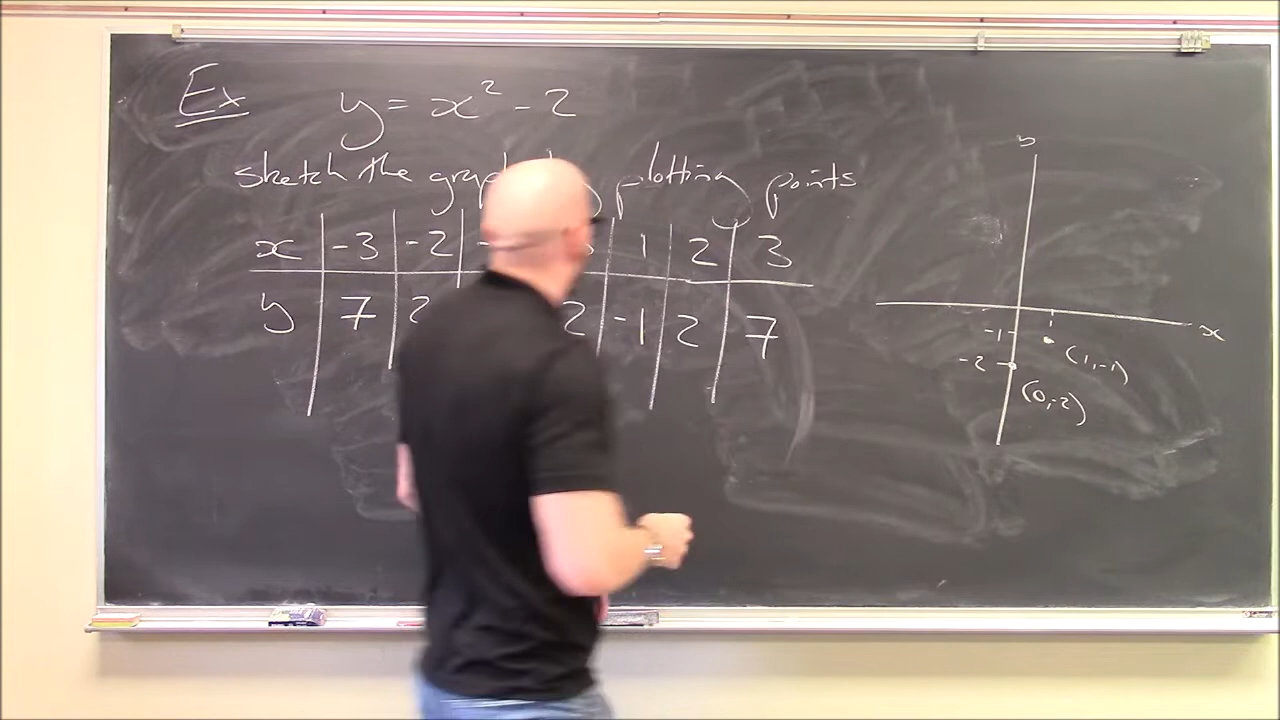 Ex y = x² - 2
sketch the graph by plotting points
x -3 -2 - 1 2 3
y 7 2 2 -1 2 7
y
x
-1
(1,-1)
-2
(0,-2)